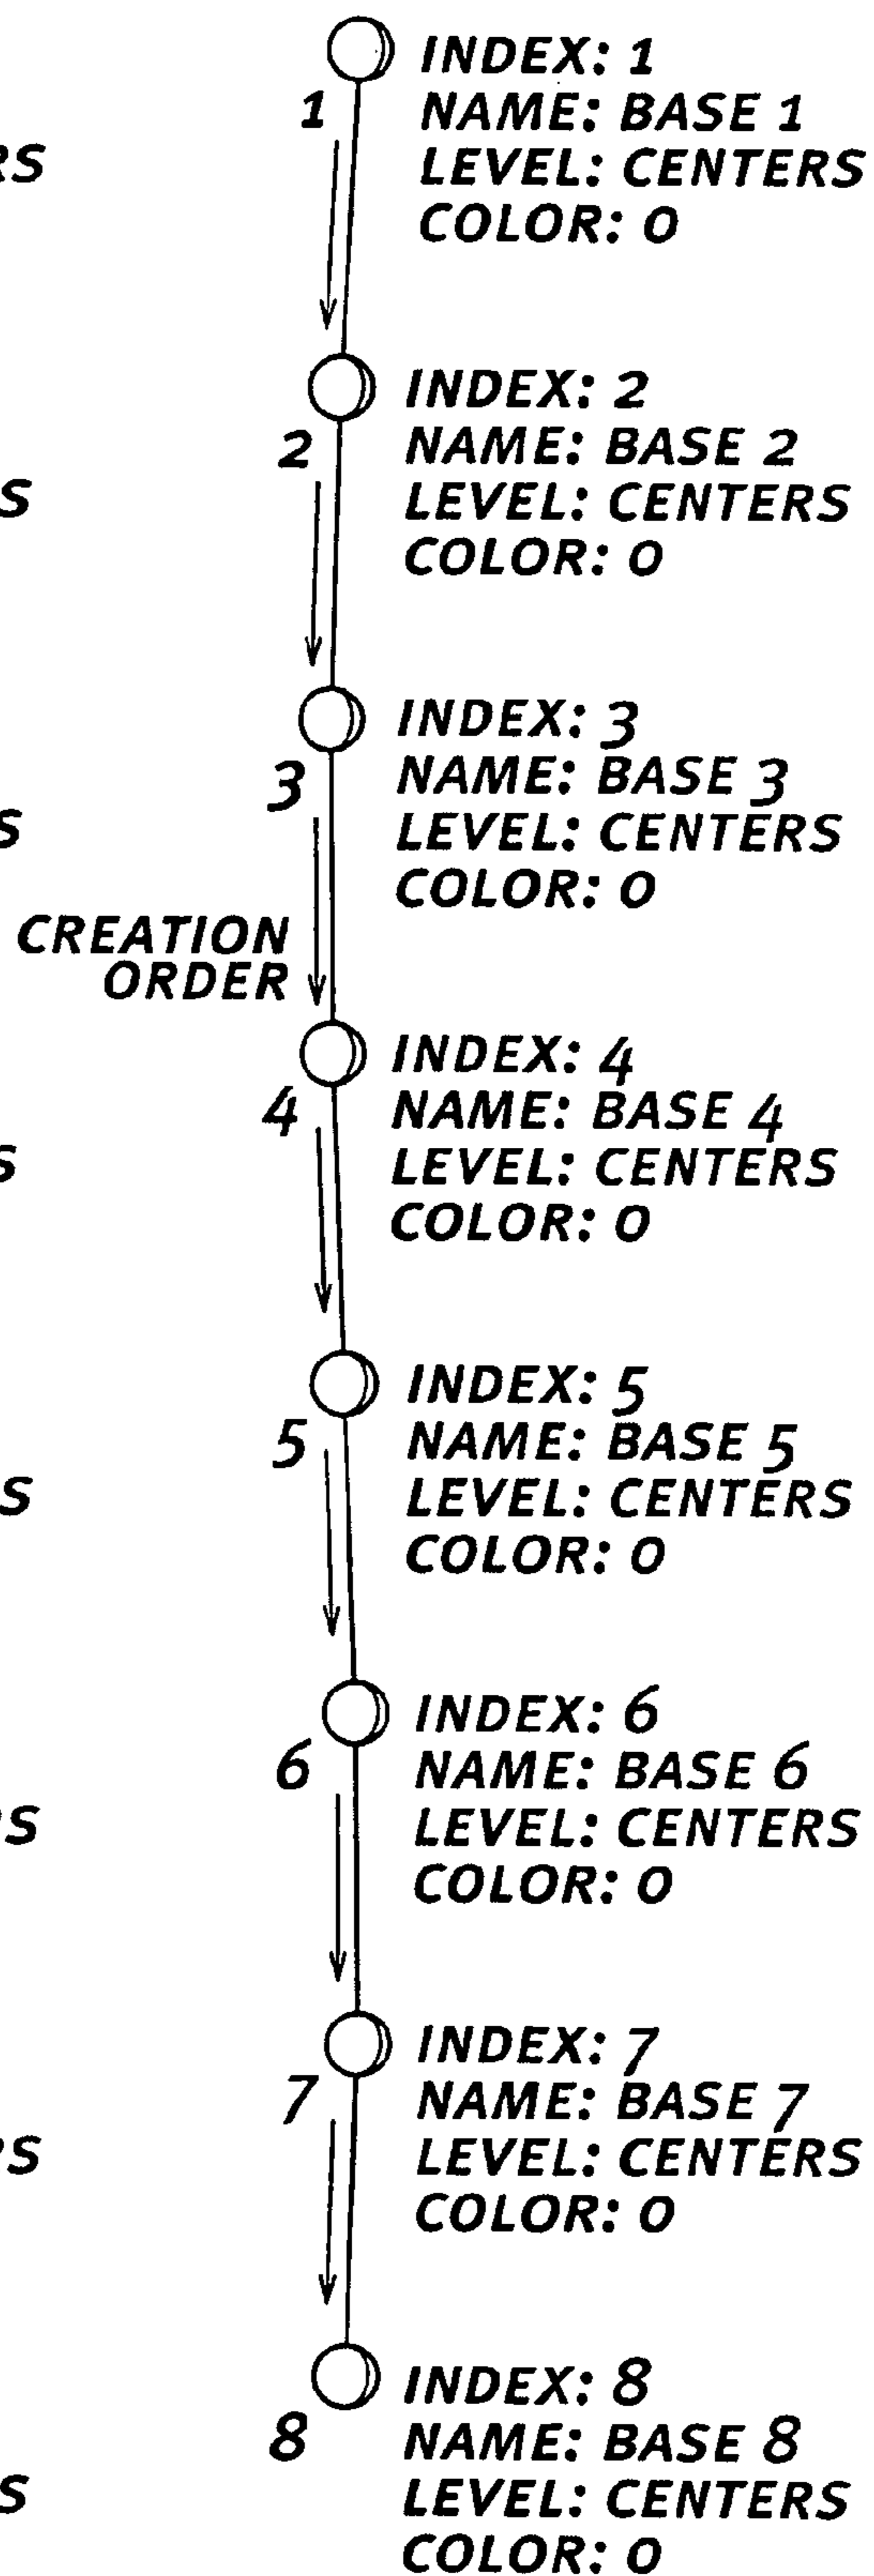 INDEX: 1
1 NAME: BASE 1
LEVEL: CENTERS
COLOR: 0
INDEX: 2
2 NAME: BASE 2
LEVEL: CENTERS
COLOR: 0
INDEX: 3
3 NAME: BASE 3
LEVEL: CENTERS
COLOR: 0
CREATION
ORDER
INDEX: 4
4 NAME: BASE 4
LEVEL: CENTERS
COLOR: 0
INDEX: 5
5 NAME: BASE 5
LEVEL: CENTERS
COLOR: 0
INDEX: 6
6 NAME: BASE 6
LEVEL: CENTERS
COLOR: 0
INDEX: 7
7 NAME: BASE 7
LEVEL: CENTERS
COLOR: 0
INDEX: 8
8 NAME: BASE 8
LEVEL: CENTERS
COLOR: 0